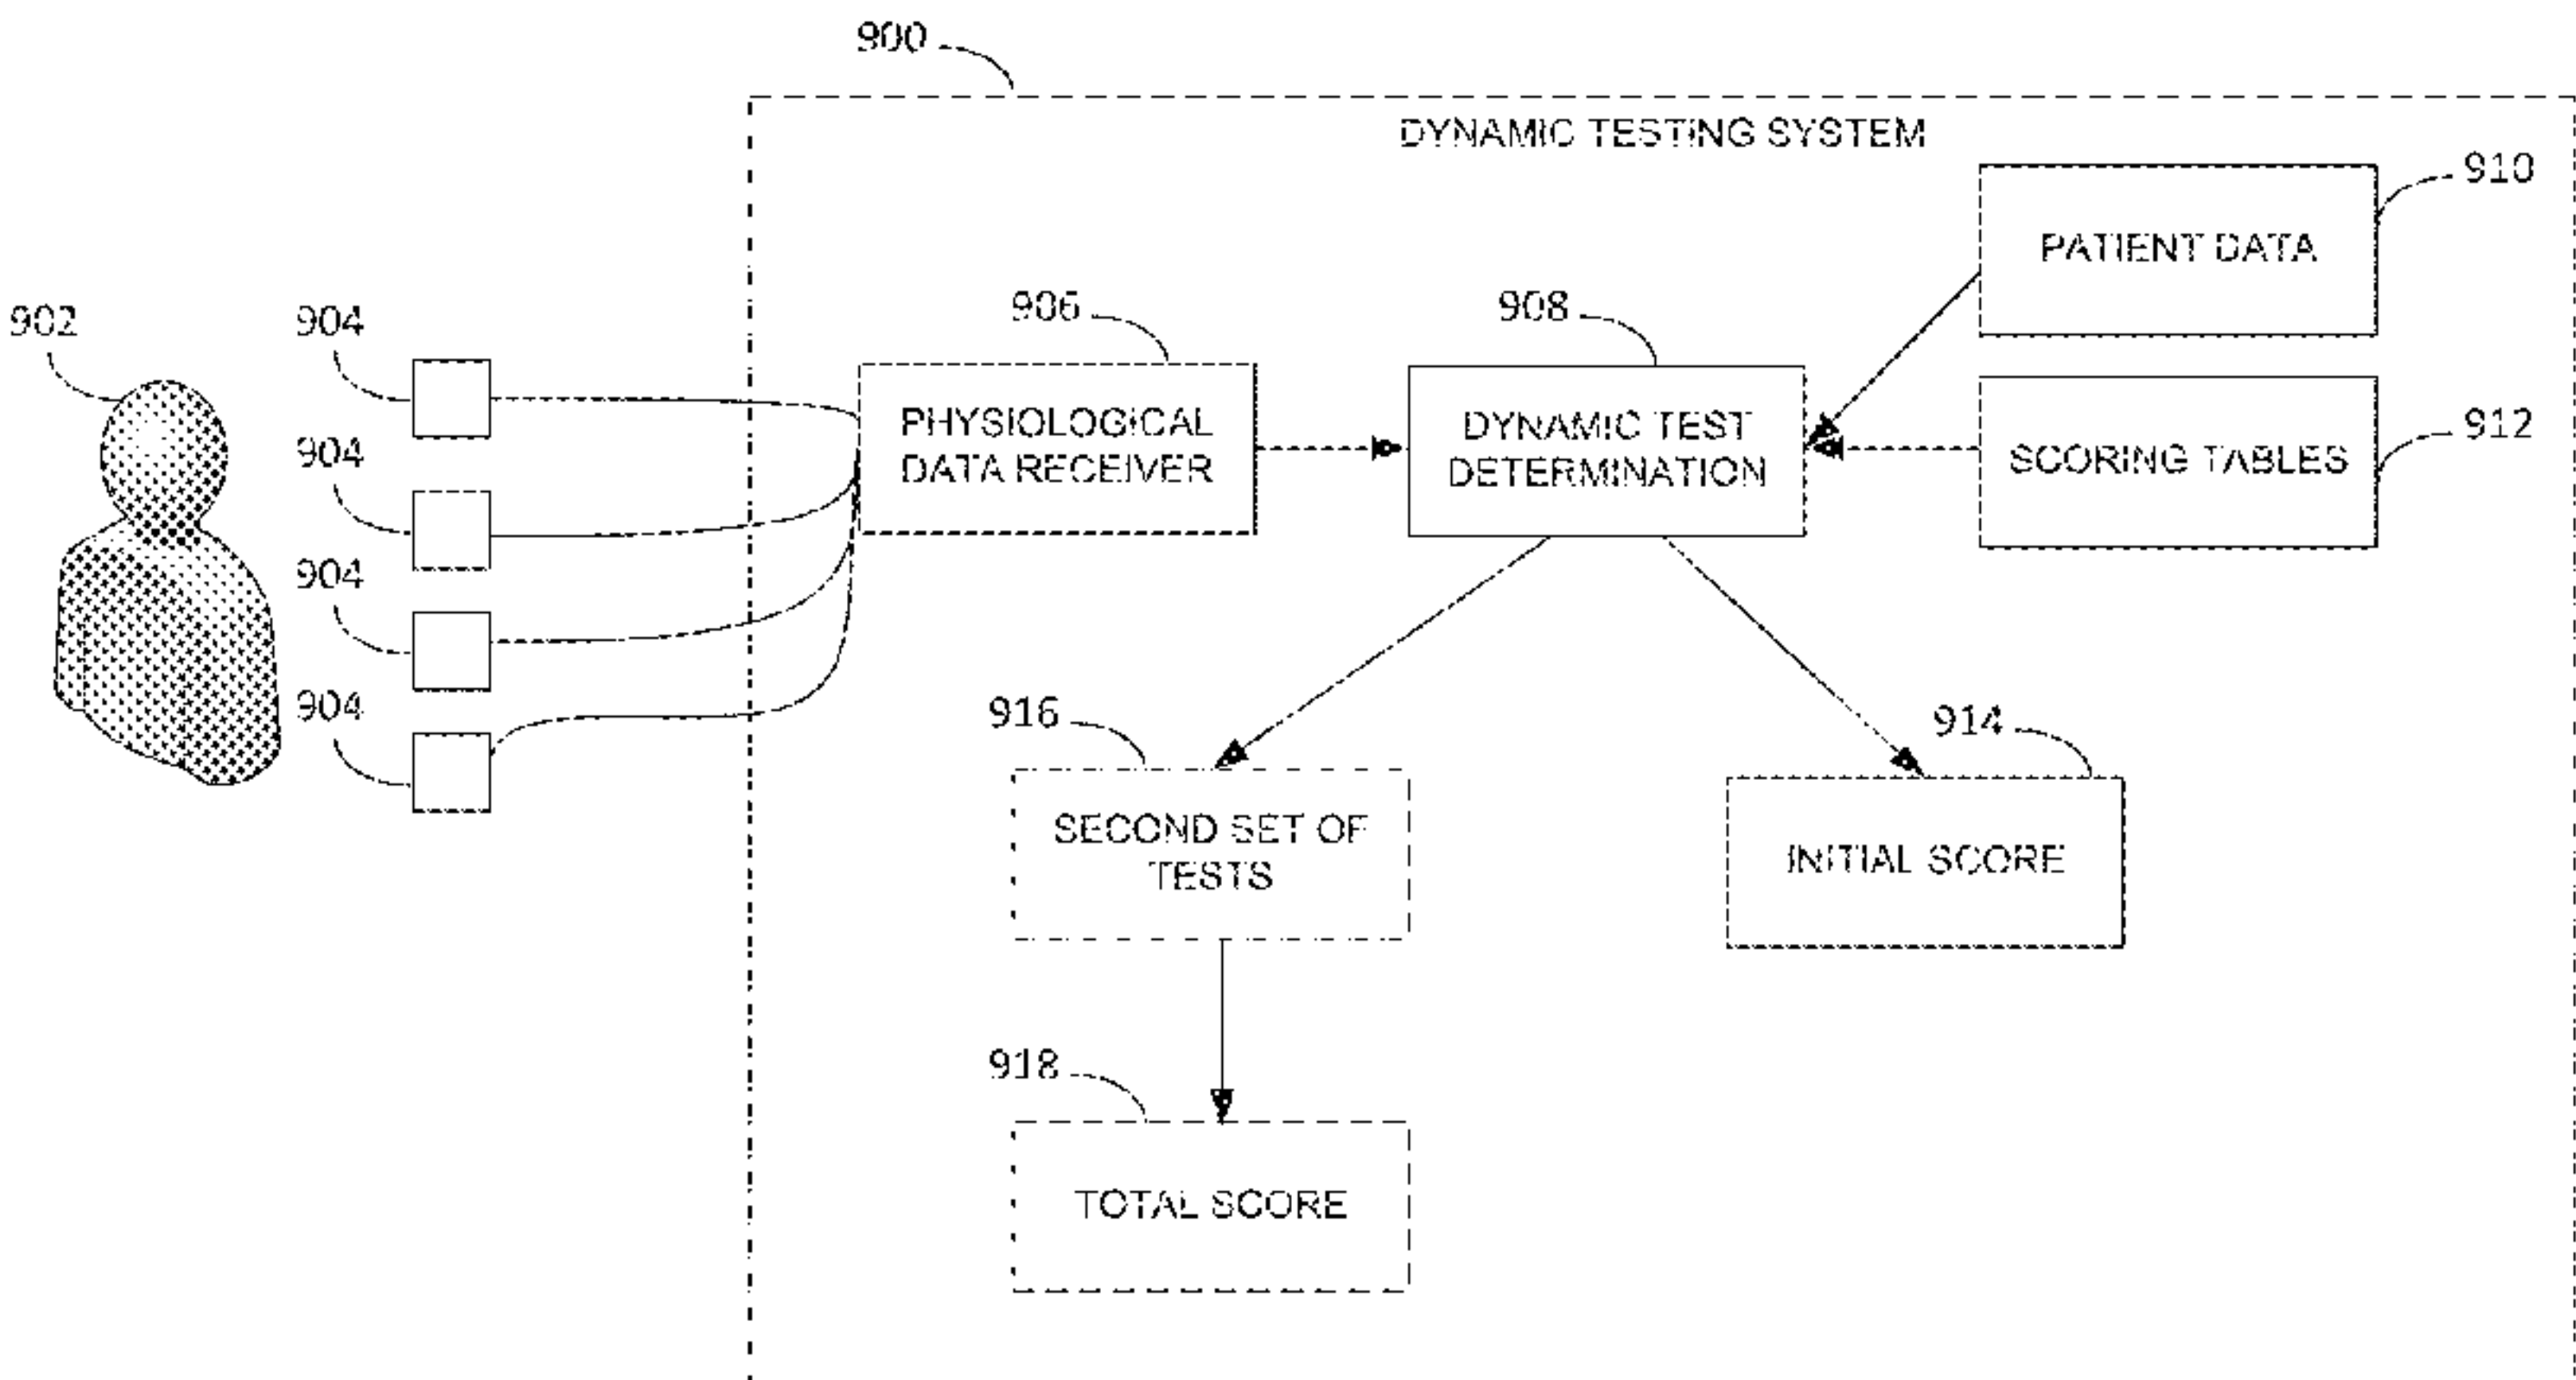 900
DYNAMIC TESTING SYSTEM
910
PATIENT DATA
902
904
906
908
912
PHYSIOLOGICAL
DATA RECEIVER
DYNAMIC TEST
DETERMINATION
SCORING TABLES
904
904
904
916
914
SECOND SET OF
TESTS
INITIAL SCORE
918
TOTAL SCORE